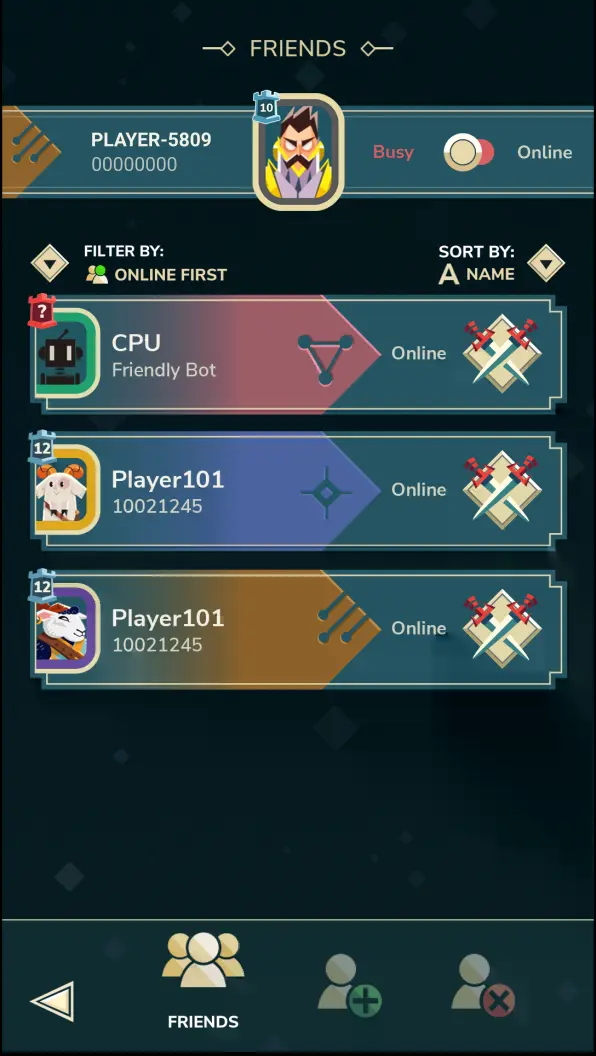 FRIENDS
10
PLAYER-5809
00000000
Busy
Online
FILTER BY:
ONLINE FIRST
SORT BY:
A NAME
?
CPU
Friendly Bot
Online
12
Player101
10021245
Online
12
Player101
10021245
Online
FRIENDS